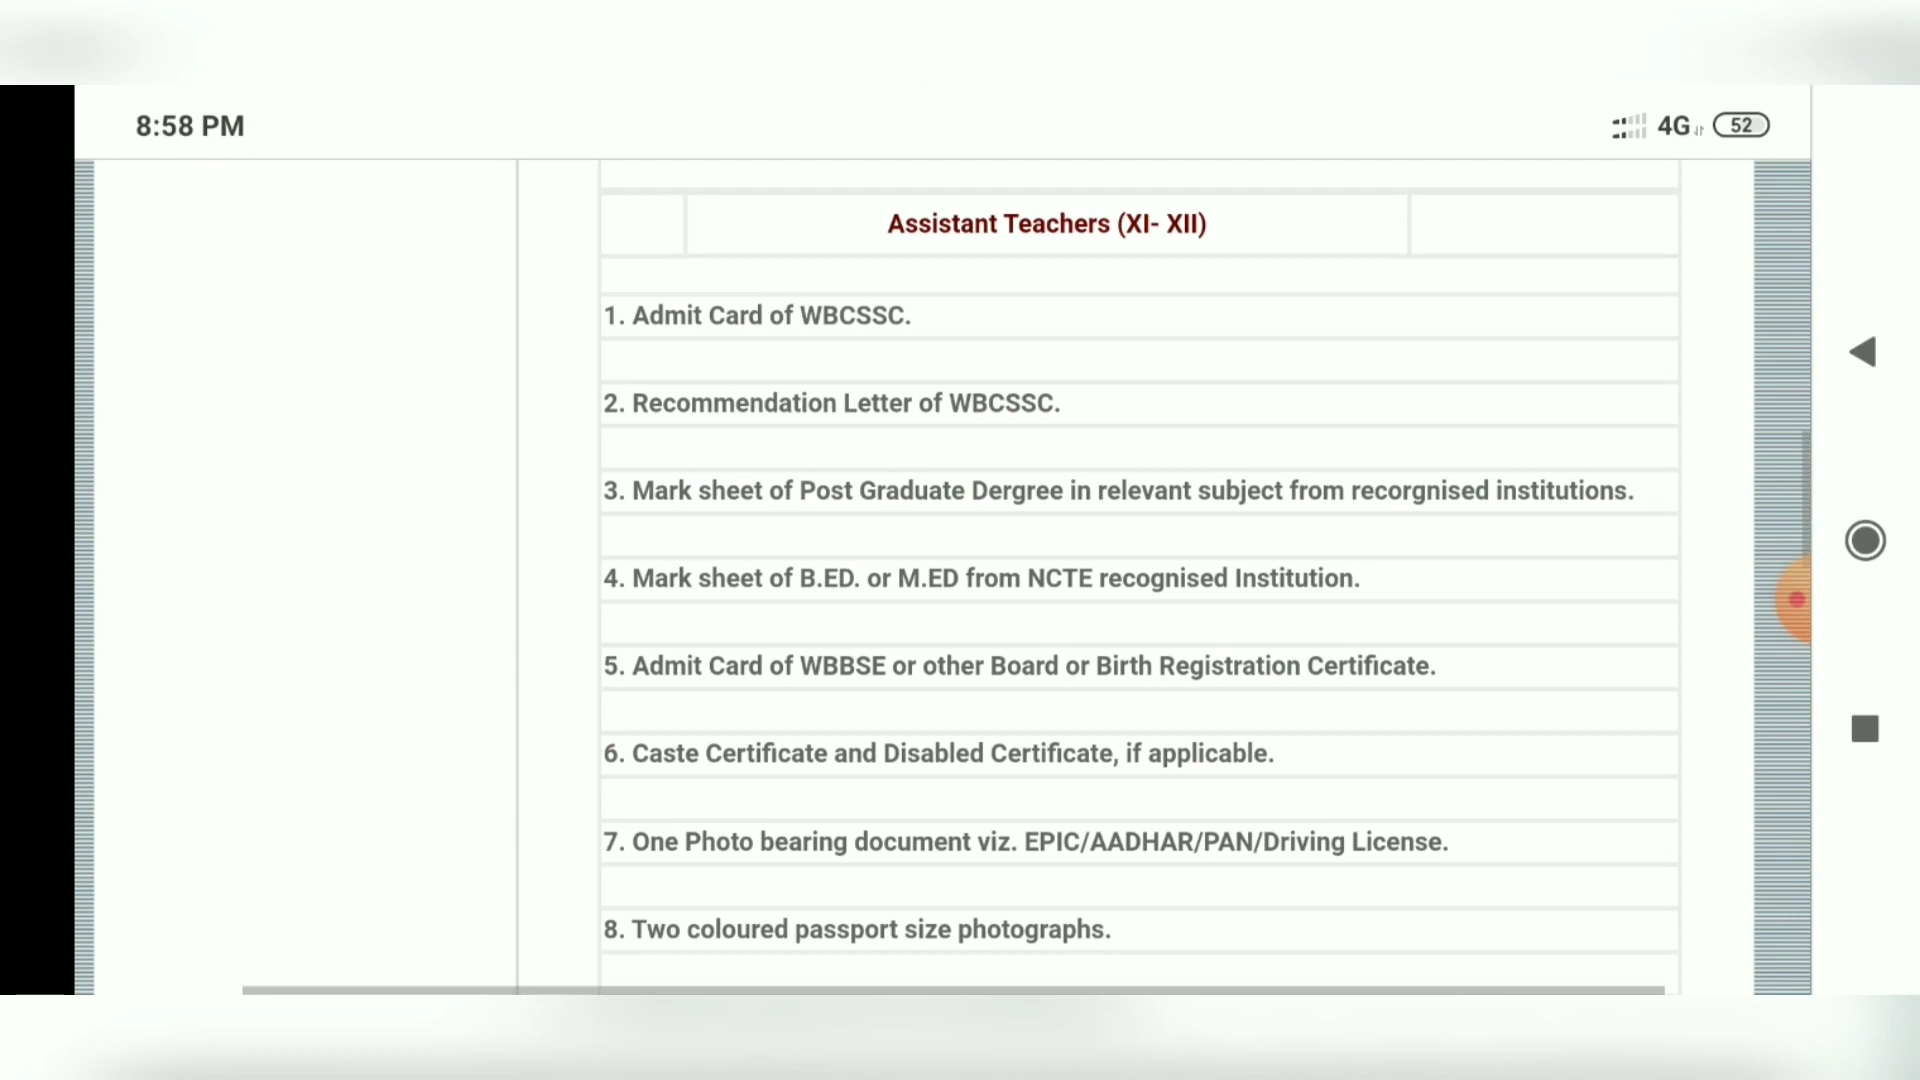 8:58 PM
4G
52
Assistant Teachers (XI- XII)
1. Admit Card of WBCSSC.
2. Recommendation Letter of WBCSSC.
3. Mark sheet of Post Graduate Dergree in relevant subject from recorgnised institutions.
4. Mark sheet of B.ED. or M.ED from NCTE recognised Institution.
5. Admit Card of WBBSE or other Board or Birth Registration Certificate.
6. Caste Certificate and Disabled Certificate, if applicable.
7. One Photo bearing document viz. EPIC/AADHAR/PAN/Driving License.
8. Two coloured passport size photographs.